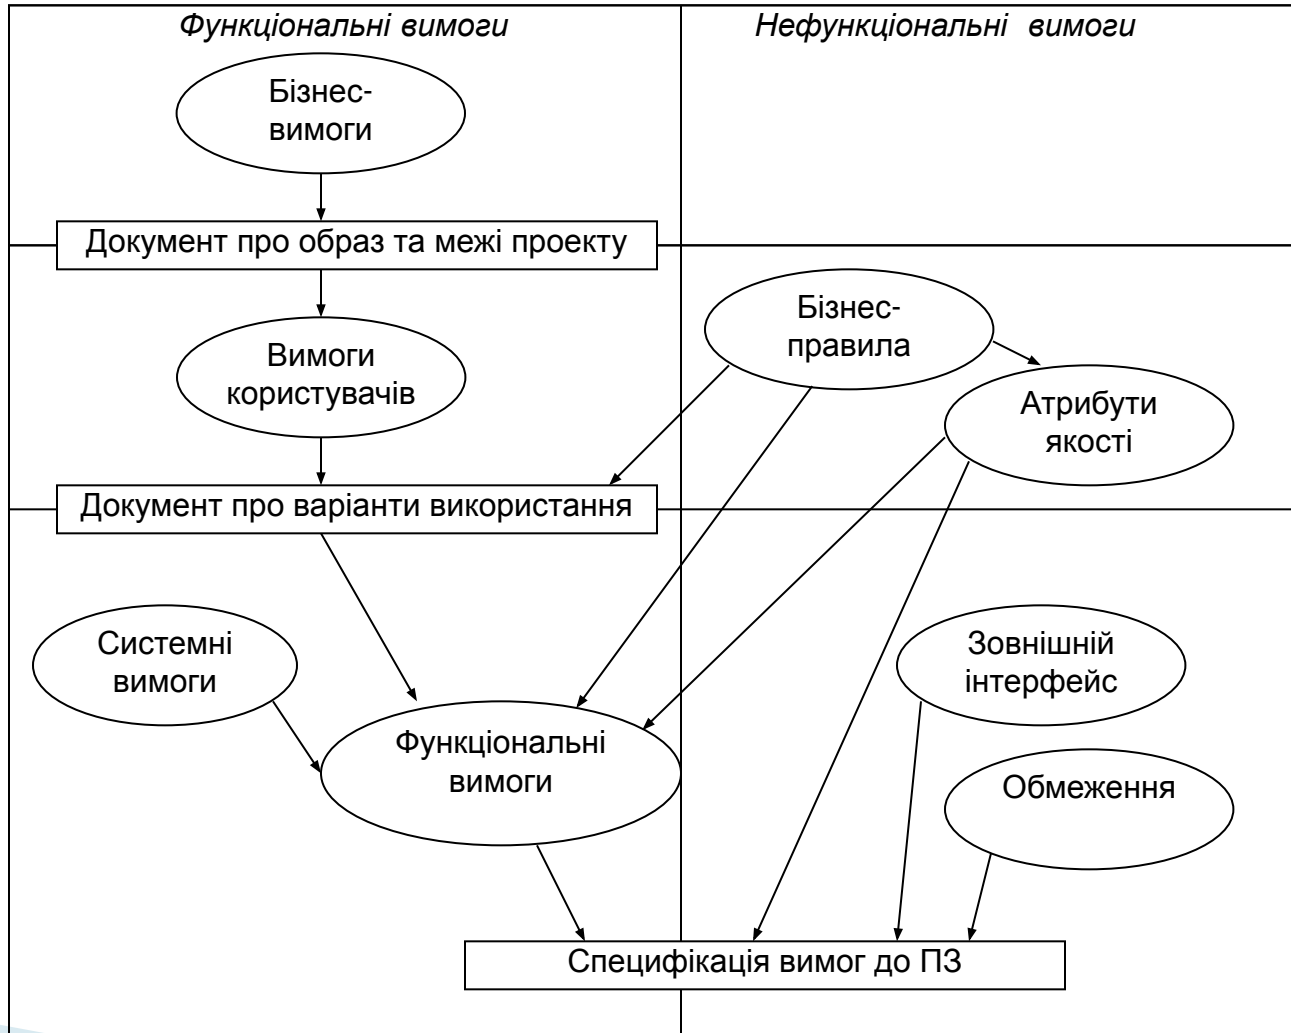 Функціональні вимоги
Нефункціональні вимоги
Бізнес-
вимоги
Документ про образ та межі проекту
Бізнес-
правила
Вимоги
користувачів
Атрибути
якості
Документ про варіанти використання
Системні
вимоги
Зовнішній
інтерфейс
Функціональні
вимоги
Обмеження
Специфікація вимог до ПЗ